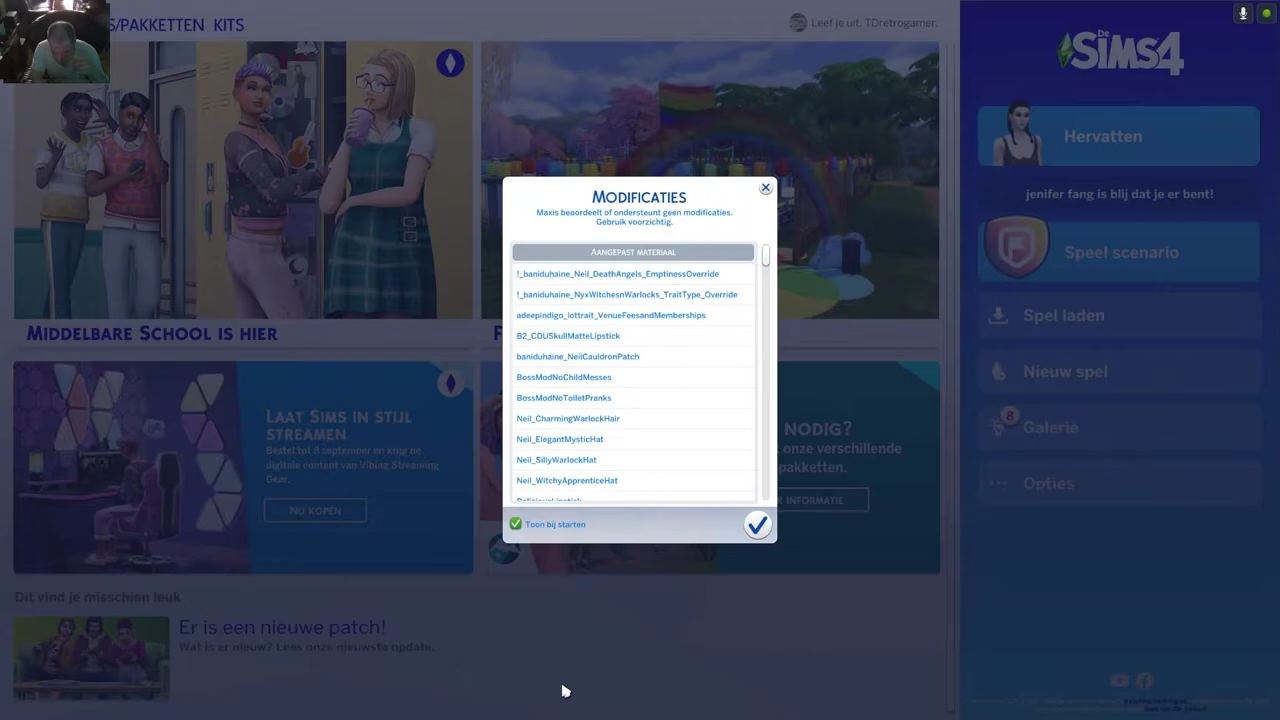 /PAKKETTEN KITS
Leef je uit, TDretrogamer.
De
SiMS4
Hervatten
jenifer fang is blij dat je er bent!
Speel scenario
Spel laden
Nieuw spel
8
Galerie
Opties
MODIFICATIES
Maxis beoordeelt of ondersteunt geen modificaties.
Gebruik voorzichtig.
AANGEPAST MATERIAAL
!_baniduhaine_Neil_DeathAngels_EmptinessOverride
!_baniduhaine_NyxWitchesnWarlocks_TraitType_Override
adeepindigo_lottrait_VenueFeesandMemberships
B2_CDUSkullMatteLipstick
baniduhaine_NeilCauldronPatch
BossModNoChildMesses
BossModNoToiletPranks
Neil_CharmingWarlockHair
Neil_ElegantMysticHat
Neil_SillyWarlockHat
Neil_WitchyApprenticeHat
Toon bij starten
MIDDELBARE SCHOOL IS HIER
F
LAAT SIMS IN STIJL
STREAMEN
Bestel tot 8 september en krijg de
digitale content van Vibing Streaming
Gear.
NU KOPEN
NODIG?
onze verschillende
pakketten.
INFORMATIE
Dit vind je misschien leuk
Er is een nieuwe patch!
Wat is er nieuw? Lees onze nieuwste update.